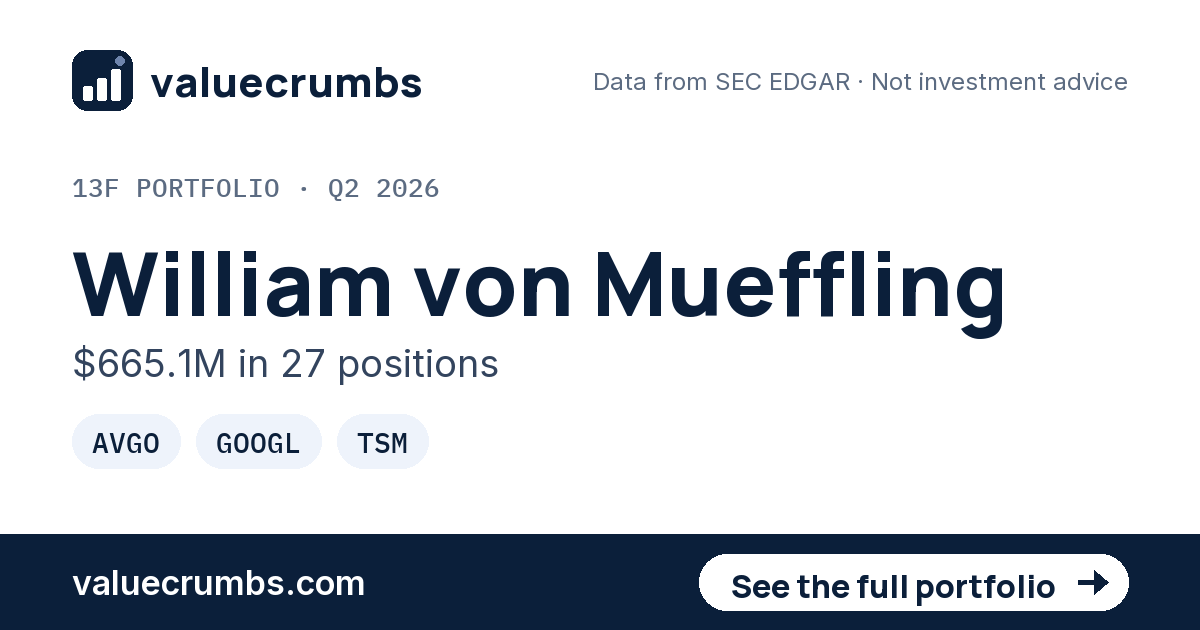 valuecrumbs
Data from SEC EDGAR · Not investment advice
13F PORTFOLIO · Q2 2026
William von Mueffling
$665.1M in 27 positions
AVGO GOOGL TSM
valuecrumbs.com
See the full portfolio →